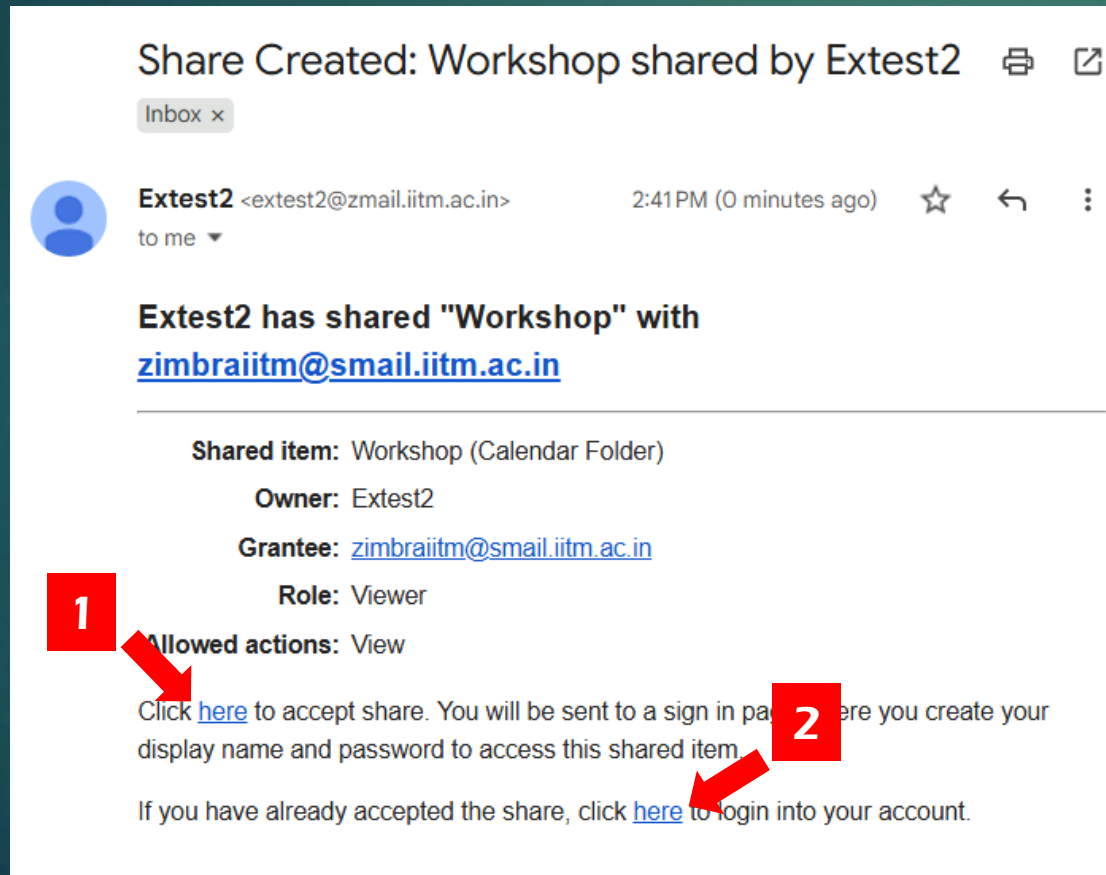 Share Created: Workshop shared by Extest2
Inbox ×
Extest2 <extest2@zmail.iitm.ac.in> 2:41 PM (0 minutes ago)
to me
Extest2 has shared "Workshop" with
zimbraiitm@smail.iitm.ac.in
Shared item: Workshop (Calendar Folder)
Owner: Extest2
Grantee: zimbraiitm@smail.iitm.ac.in
Role: Viewer
1
Allowed actions: View
Click here to accept share. You will be sent to a sign in you create your
2
display name and password to access this shared item.
If you have already accepted the share, click here to login into your account.